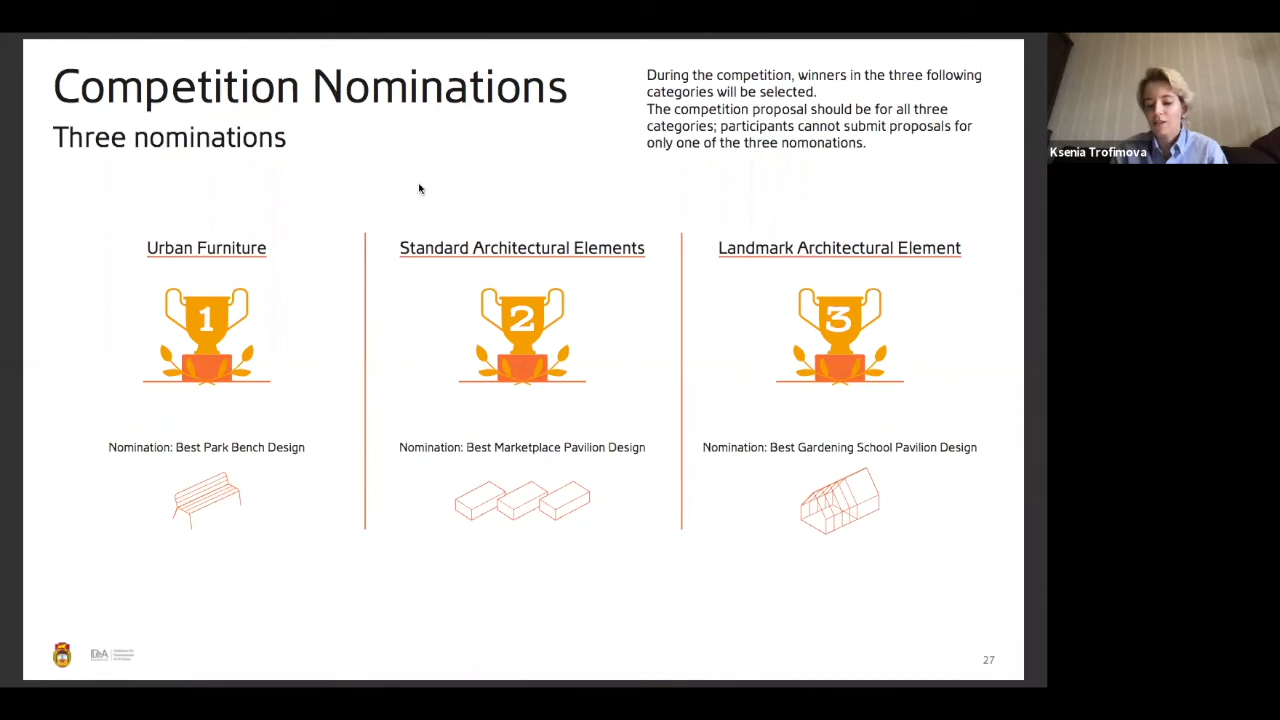 Competition Nominations
Three nominations
During the competition, winners in the three following
categories will be selected.
The competition proposal should be for all three
categories; participants cannot submit proposals for
only one of the three nomonations.
Ksenia Trofimova
Urban Furniture
Standard Architectural Elements
Landmark Architectural Element
1
2
3
Nomination: Best Park Bench Design
Nomination: Best Marketplace Pavilion Design
Nomination: Best Gardening School Pavilion Design
27